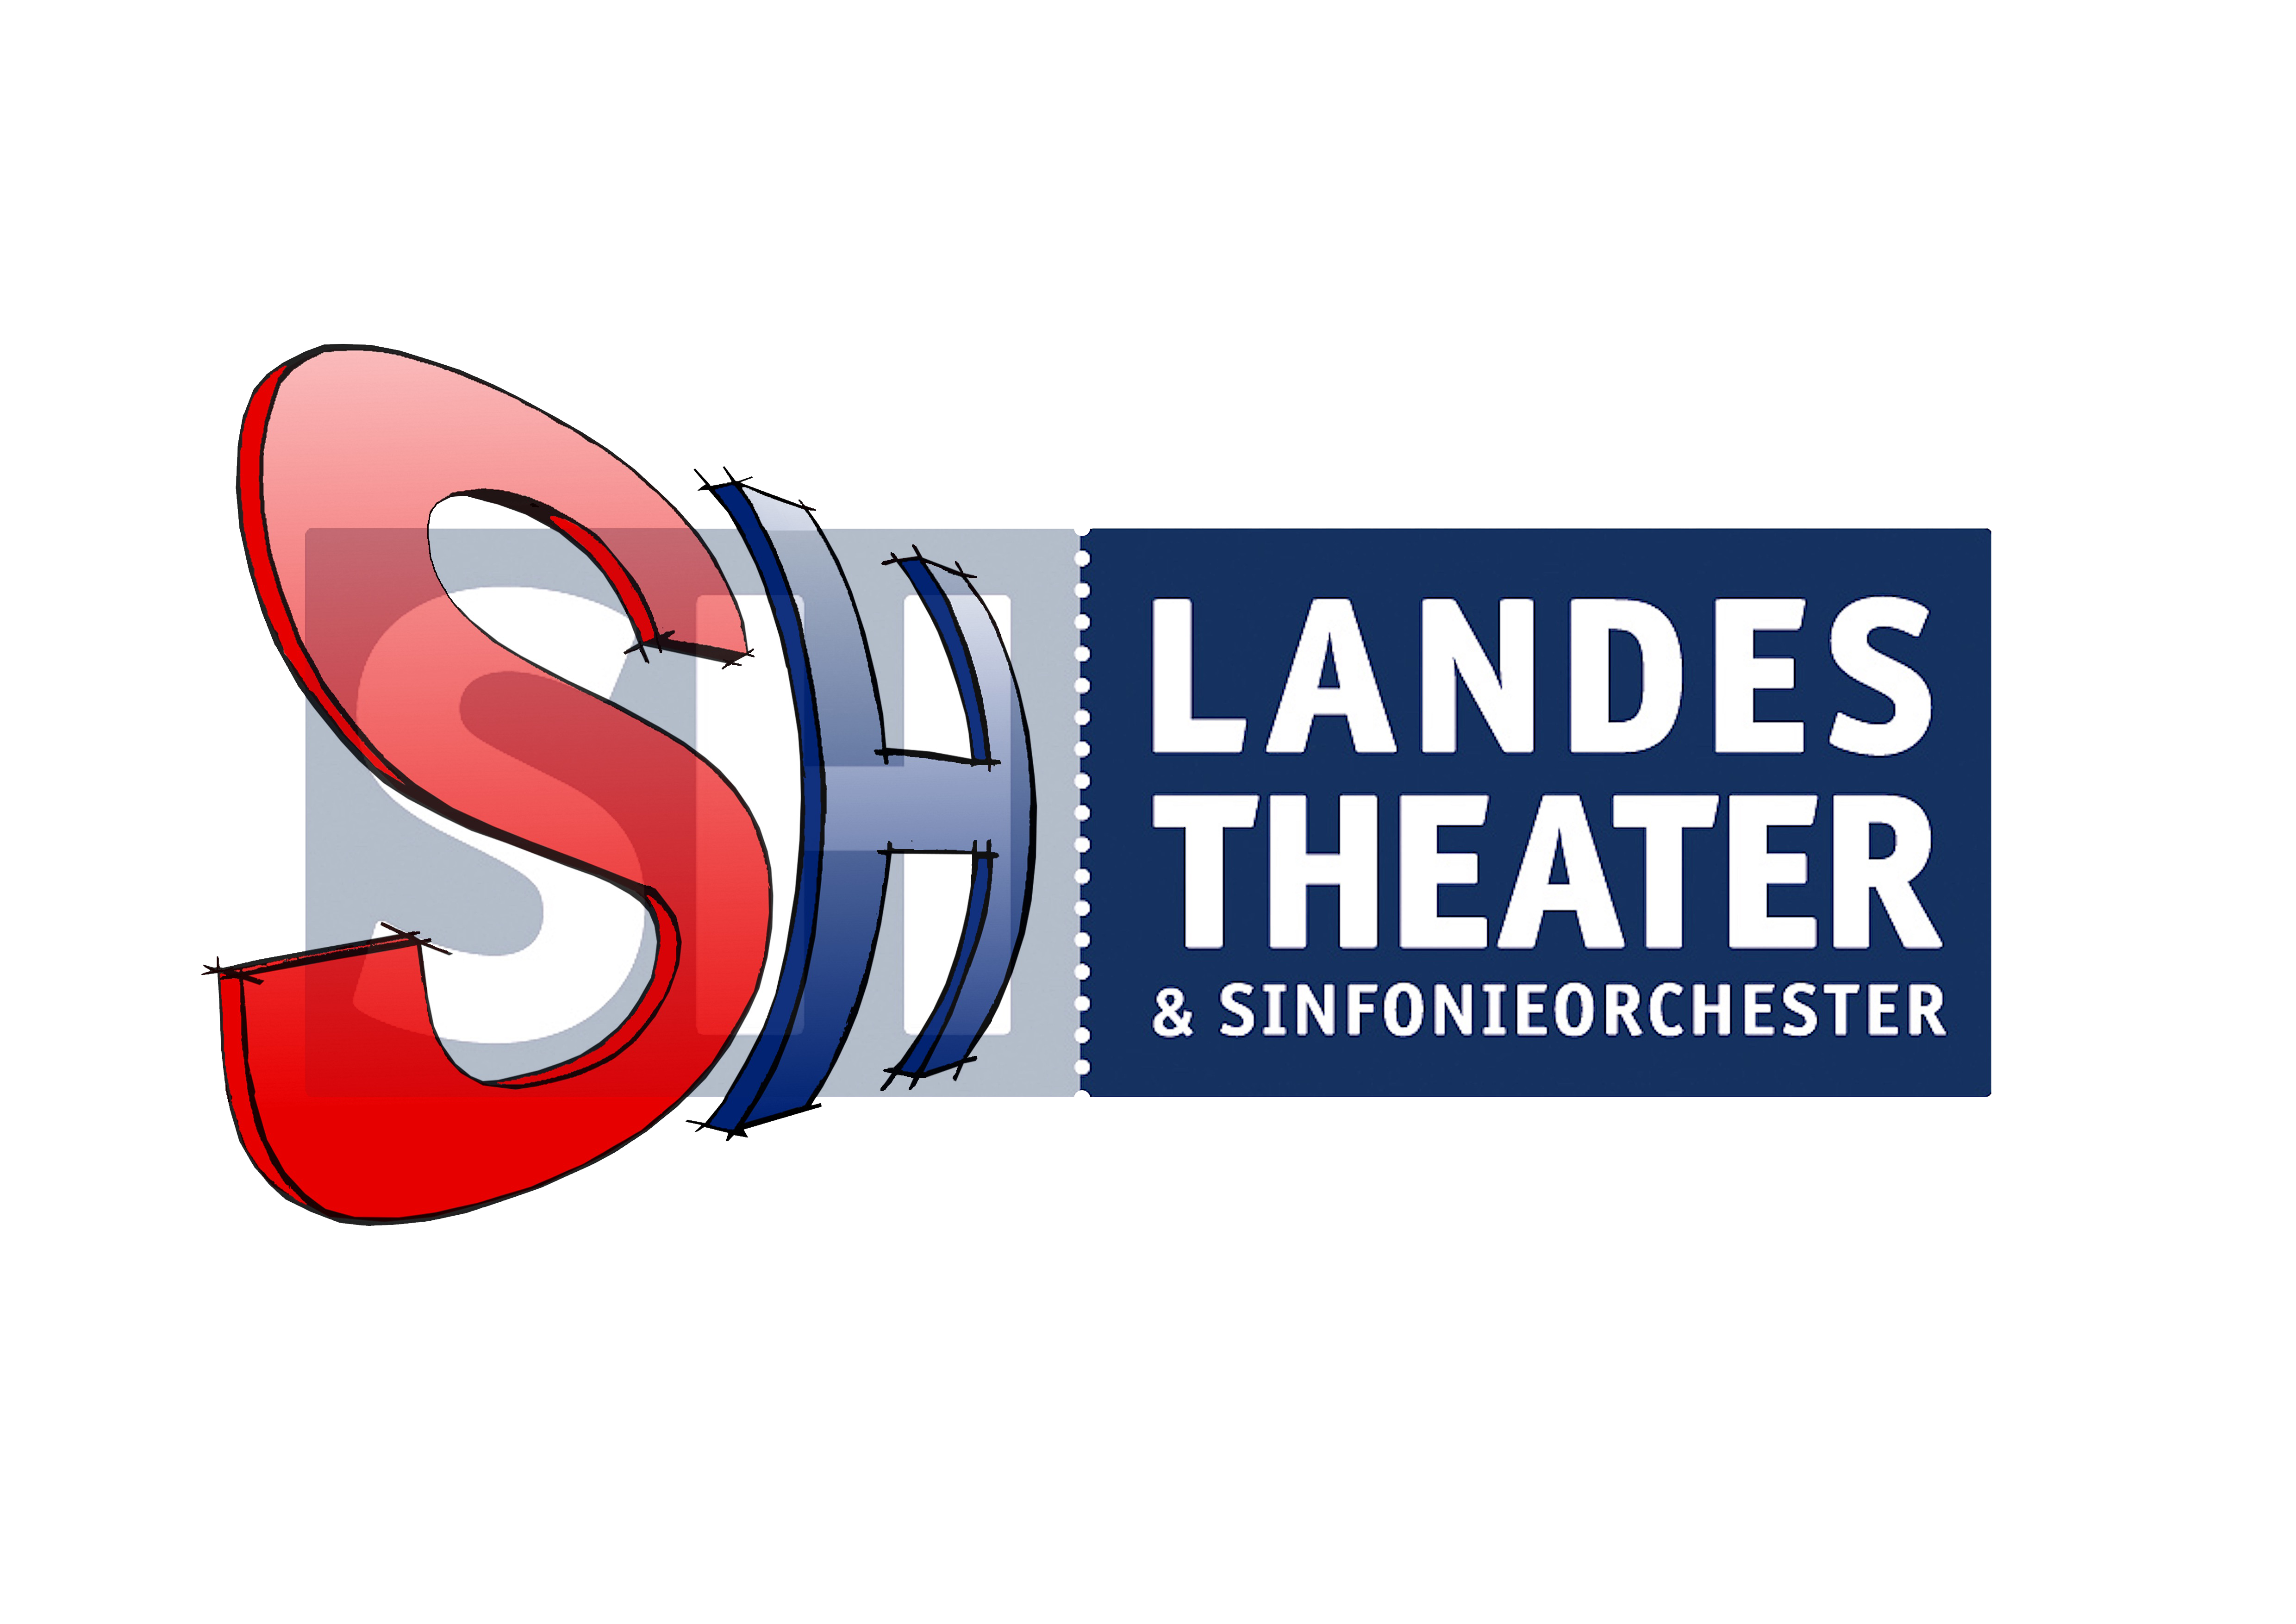 SH
LANDES
THEATER
& SINFONIEORCHESTER